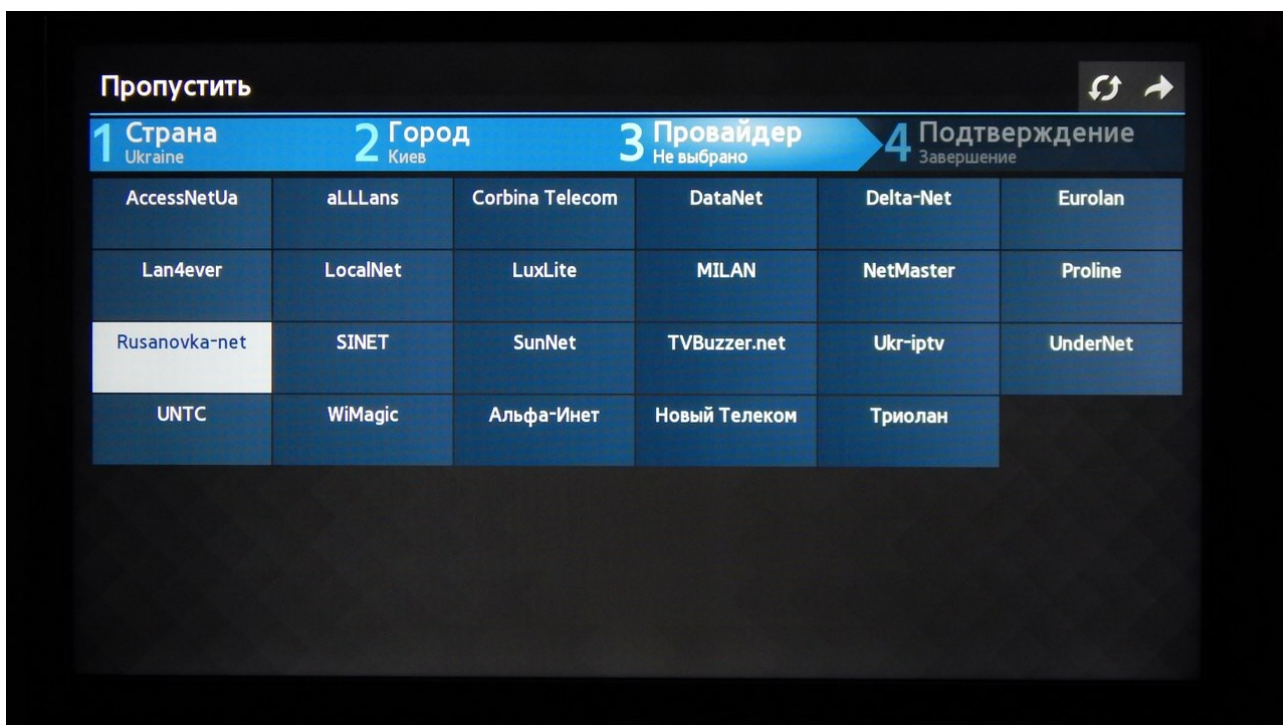 Пропустить
1 Страна 2 Город 3 Провайдер 4 Подтверждение
Ukraine Киев Не выбрано Завершение
AccessNetUa aLLLans Corbina Telecom DataNet Delta-Net Eurolan
Lan4ever LocalNet LuxLite MILAN NetMaster Proline
Rusanovka-net SINET SunNet TVBuzzer.net Ukr-iptv UnderNet
UNTC WiMagic Альфа-Инет Новый Телеком Триолан